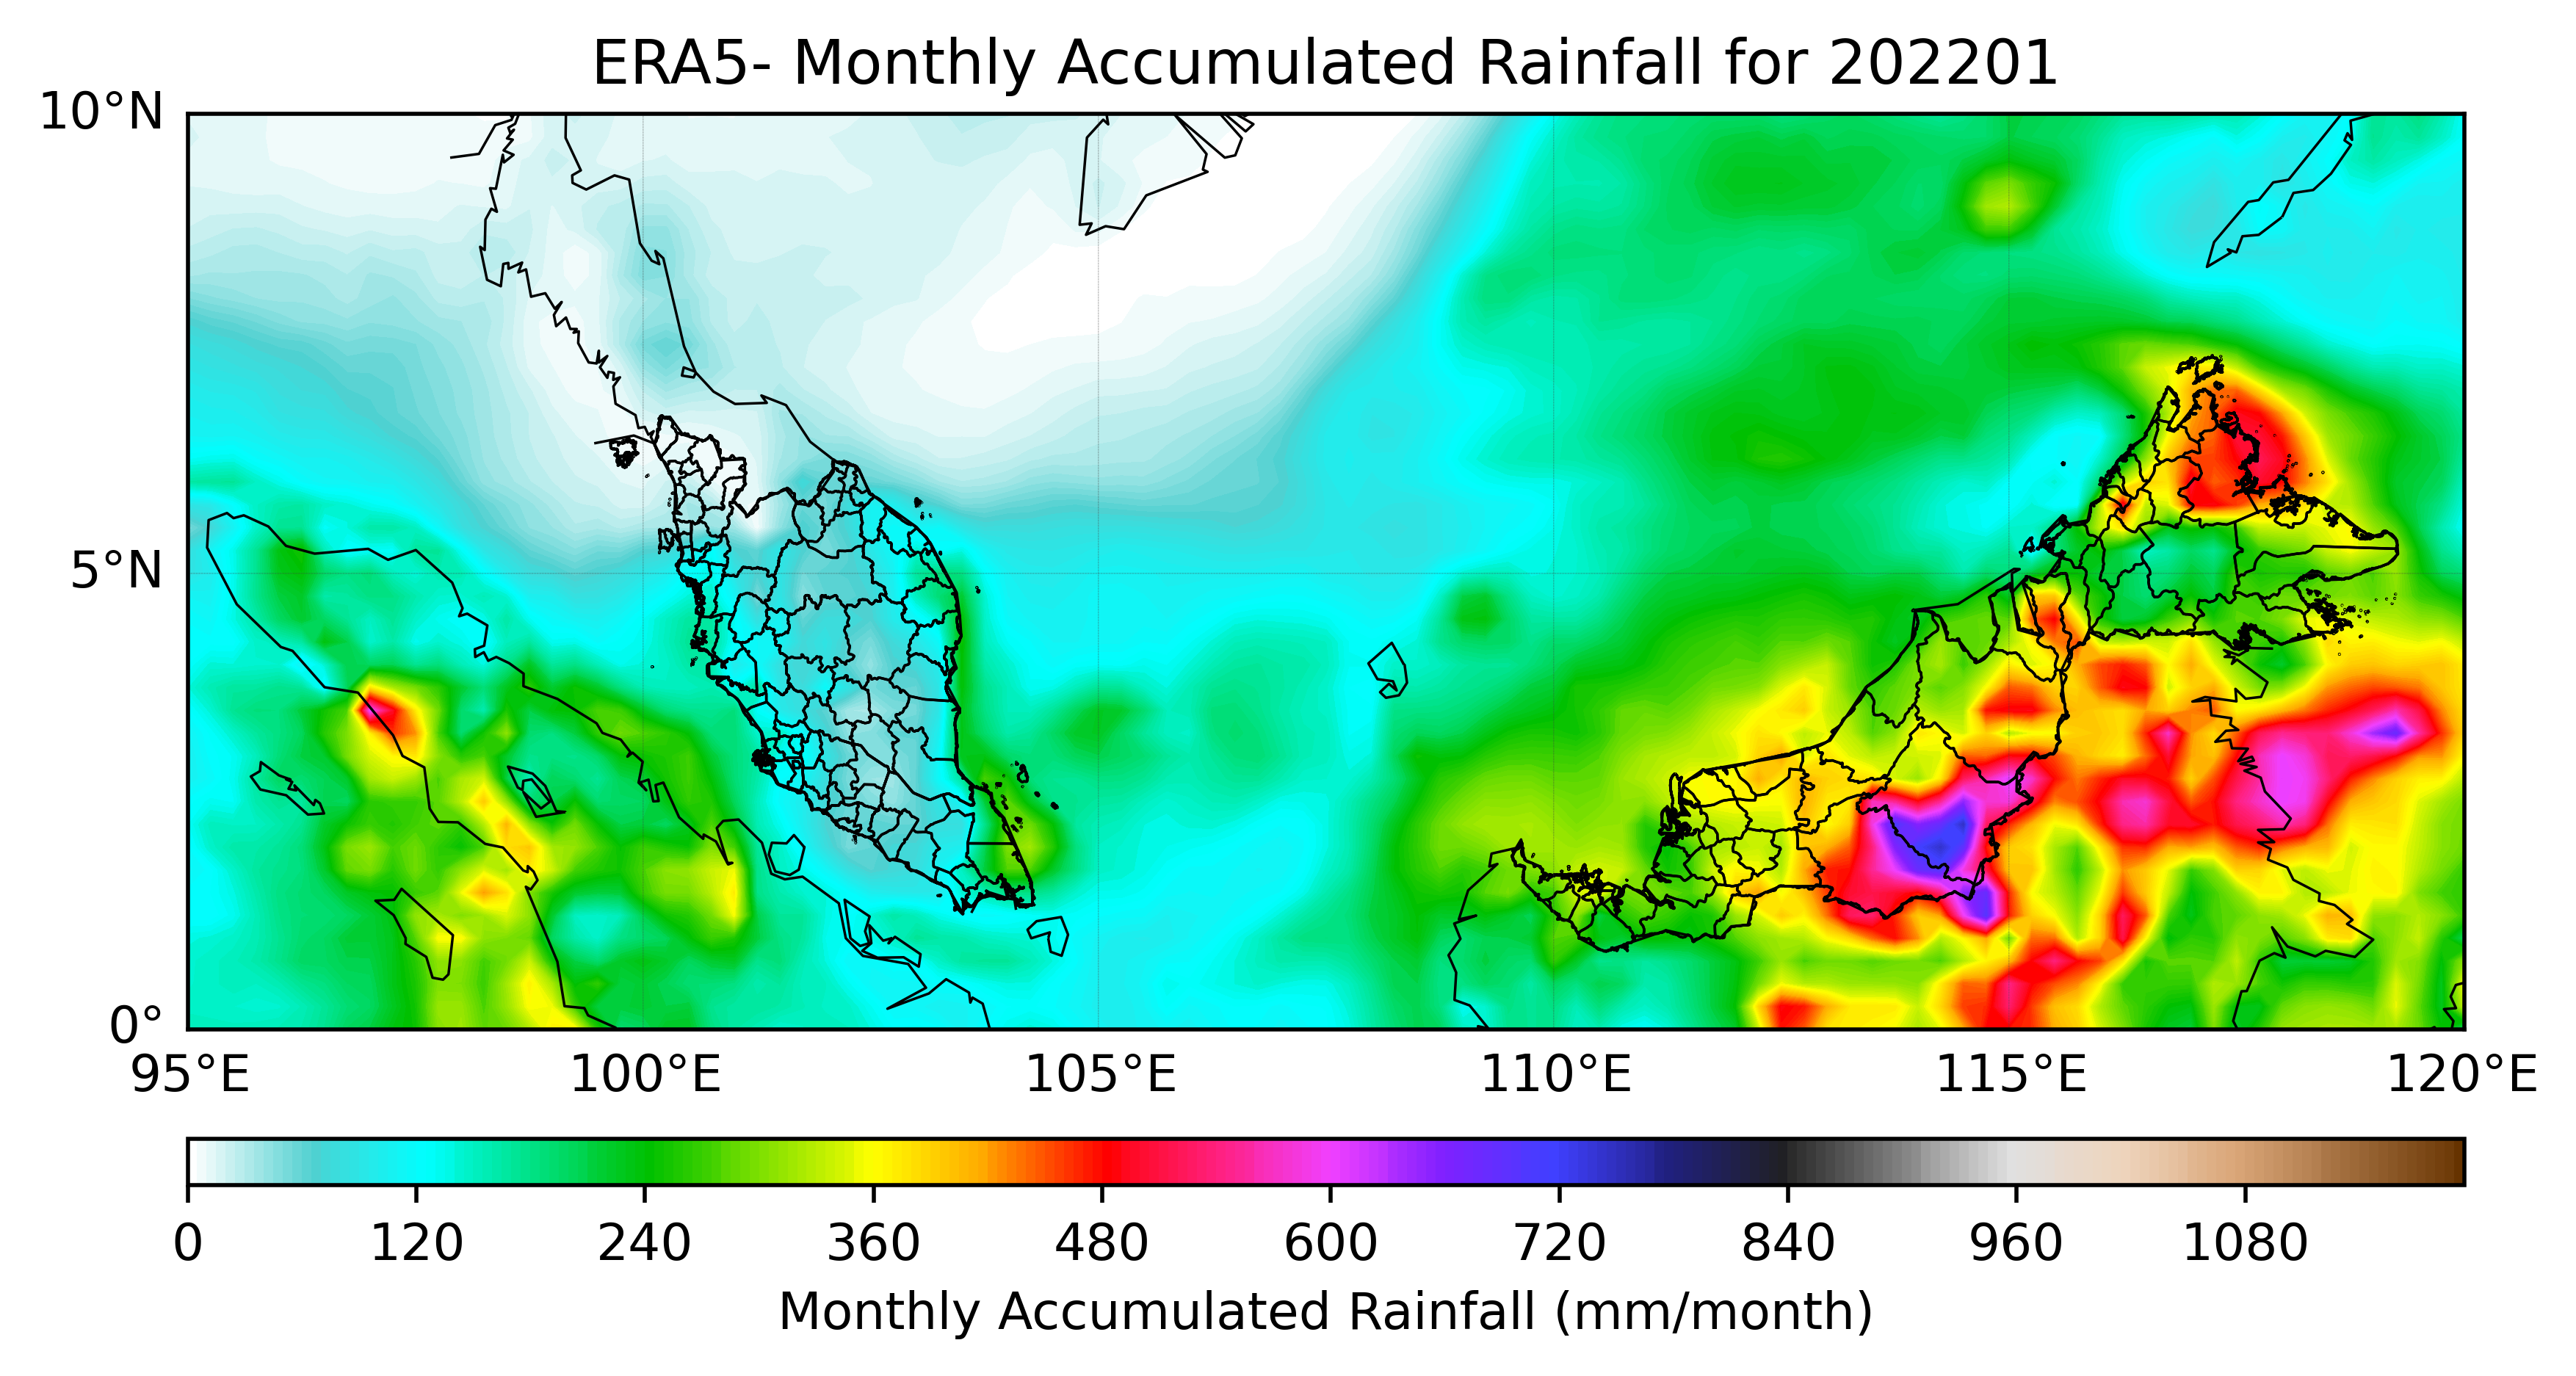 ERA5- Monthly Accumulated Rainfall for 202201
10°N
5°N
0°
95°E 100°E 105°E 110°E 115°E 120°E
0 120 240 360 480 600 720 840 960 1080
Monthly Accumulated Rainfall (mm/month)